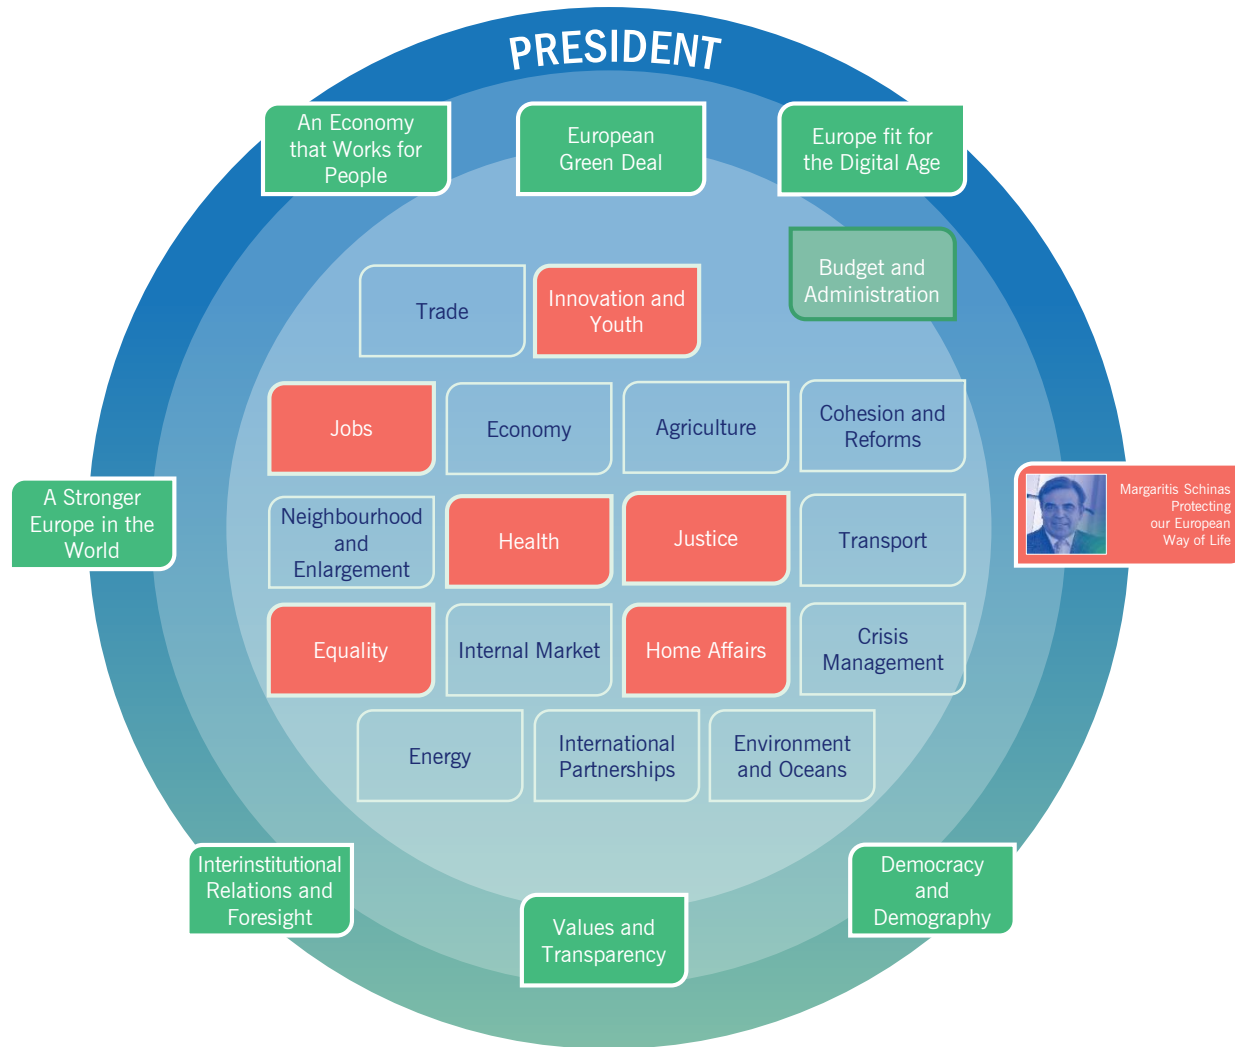 PRESIDENT
An Economy
that Works for
People
European
Green Deal
Europe fit for
the Digital Age
Budget and
Administration
Trade
Innovation and
Youth
Jobs
Economy
Agriculture
Cohesion and
Reforms
A Stronger
Europe in the
World
Neighbourhood
and
Enlargement
Health
Justice
Transport
Margaritis Schinas
Protecting
our European
Way of Life
Equality
Internal Market
Home Affairs
Crisis
Management
Energy
International
Partnerships
Environment
and Oceans
Interinstitutional
Relations and
Foresight
Values and
Transparency
Democracy
and
Demography